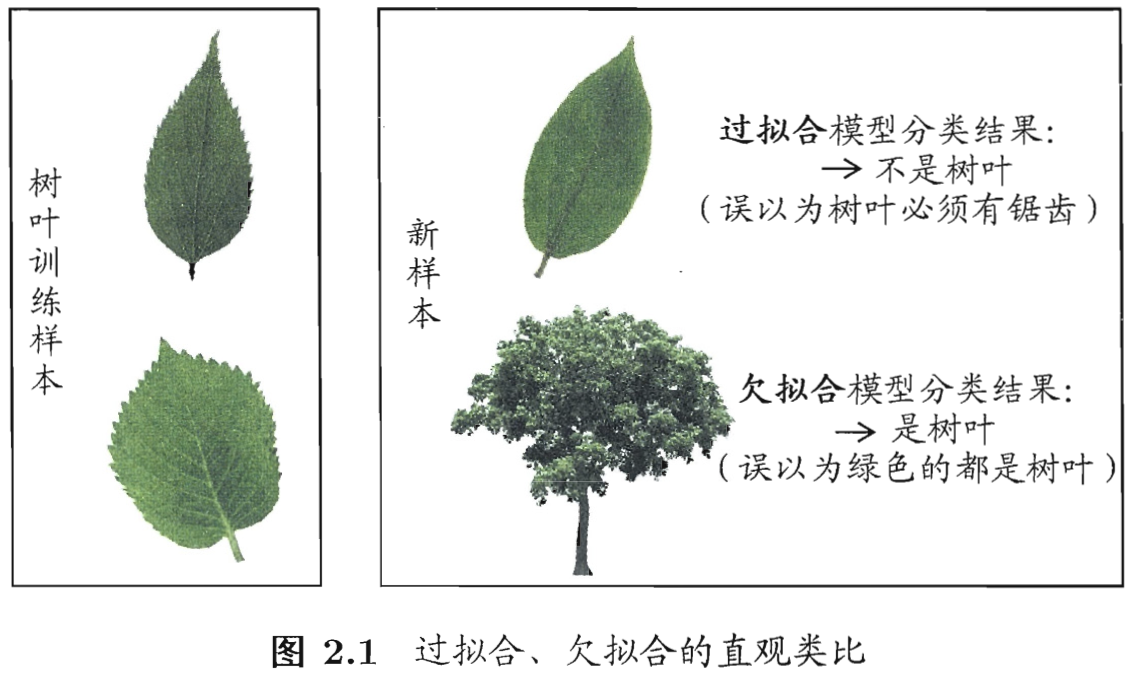 树叶训练样本
新样本
过拟合模型分类结果：
→ 不是树叶
（误以为树叶必须有锯齿）
欠拟合模型分类结果：
→ 是树叶
（误以为绿色的都是树叶）
图 2.1 过拟合、欠拟合的直观类比